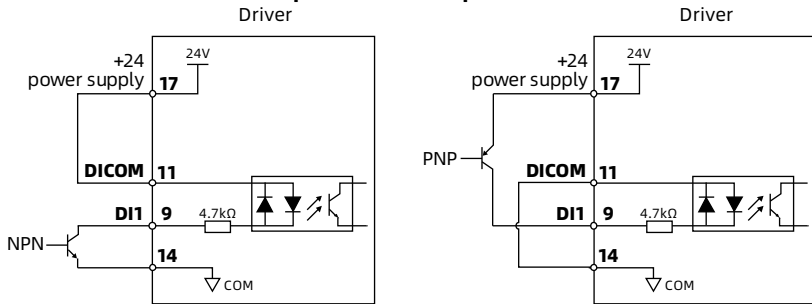 Driver
+24
power supply
17
24V
DICOM
11
DI1
9
4.7kΩ
NPN
14
COM
Driver
+24
power supply
17
24V
PNP
DICOM
11
DI1
9
4.7kΩ
14
COM